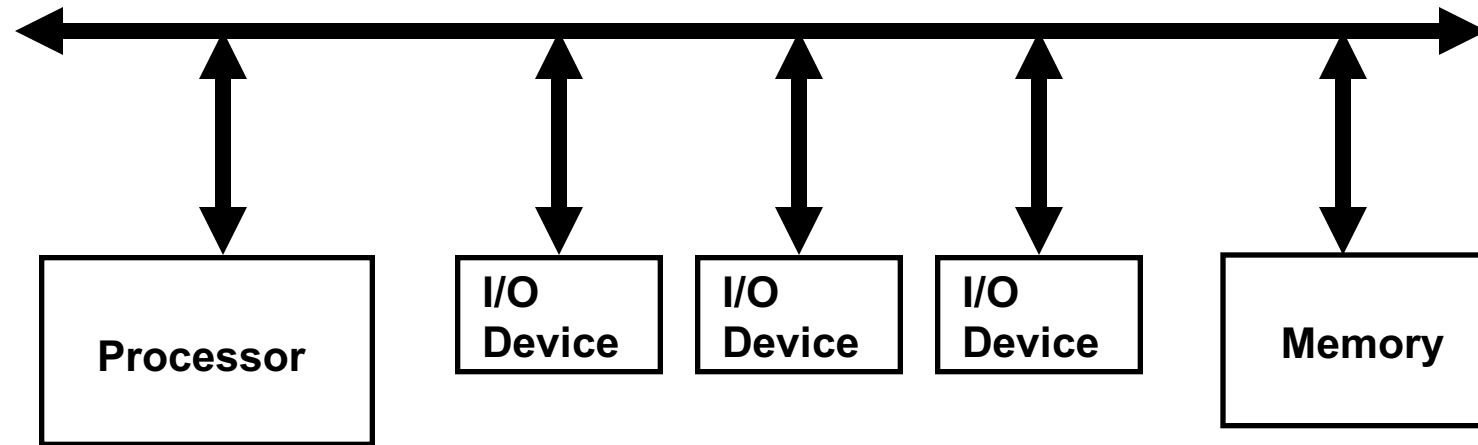 Processor
I/O
Device
I/O
Device
I/O
Device
Memory